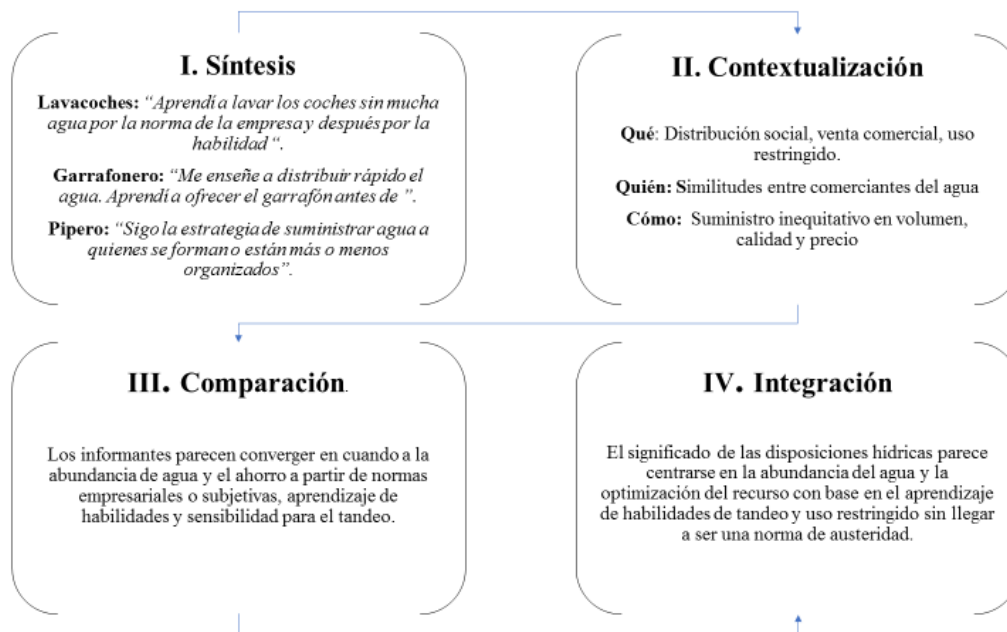 I. Síntesis
Lavacoches: “Aprendí a lavar los coches sin mucha
agua por la norma de la empresa y después por la
habilidad“.
Garrafonero: “Me enseñe a distribuir rápido el
agua. Aprendí a ofrecer el garrafón antes de ”.
Pipero: “Sigo la estrategia de suministrar agua a
quienes se forman o están más o menos
organizados”.
II. Contextualización
Qué: Distribución social, venta comercial, uso
restringido.
Quién: Similitudes entre comerciantes del agua
Cómo: Suministro inequitativo en volumen,
calidad y precio
III. Comparación.
Los informantes parecen converger en cuando a la
abundancia de agua y el ahorro a partir de normas
empresariales o subjetivas, aprendizaje de
habilidades y sensibilidad para el tandeo.
IV. Integración
El significado de las disposiciones hídricas parece
centrarse en la abundancia del agua y la
optimización del recurso con base en el aprendizaje
de habilidades de tandeo y uso restringido sin llegar
a ser una norma de austeridad.